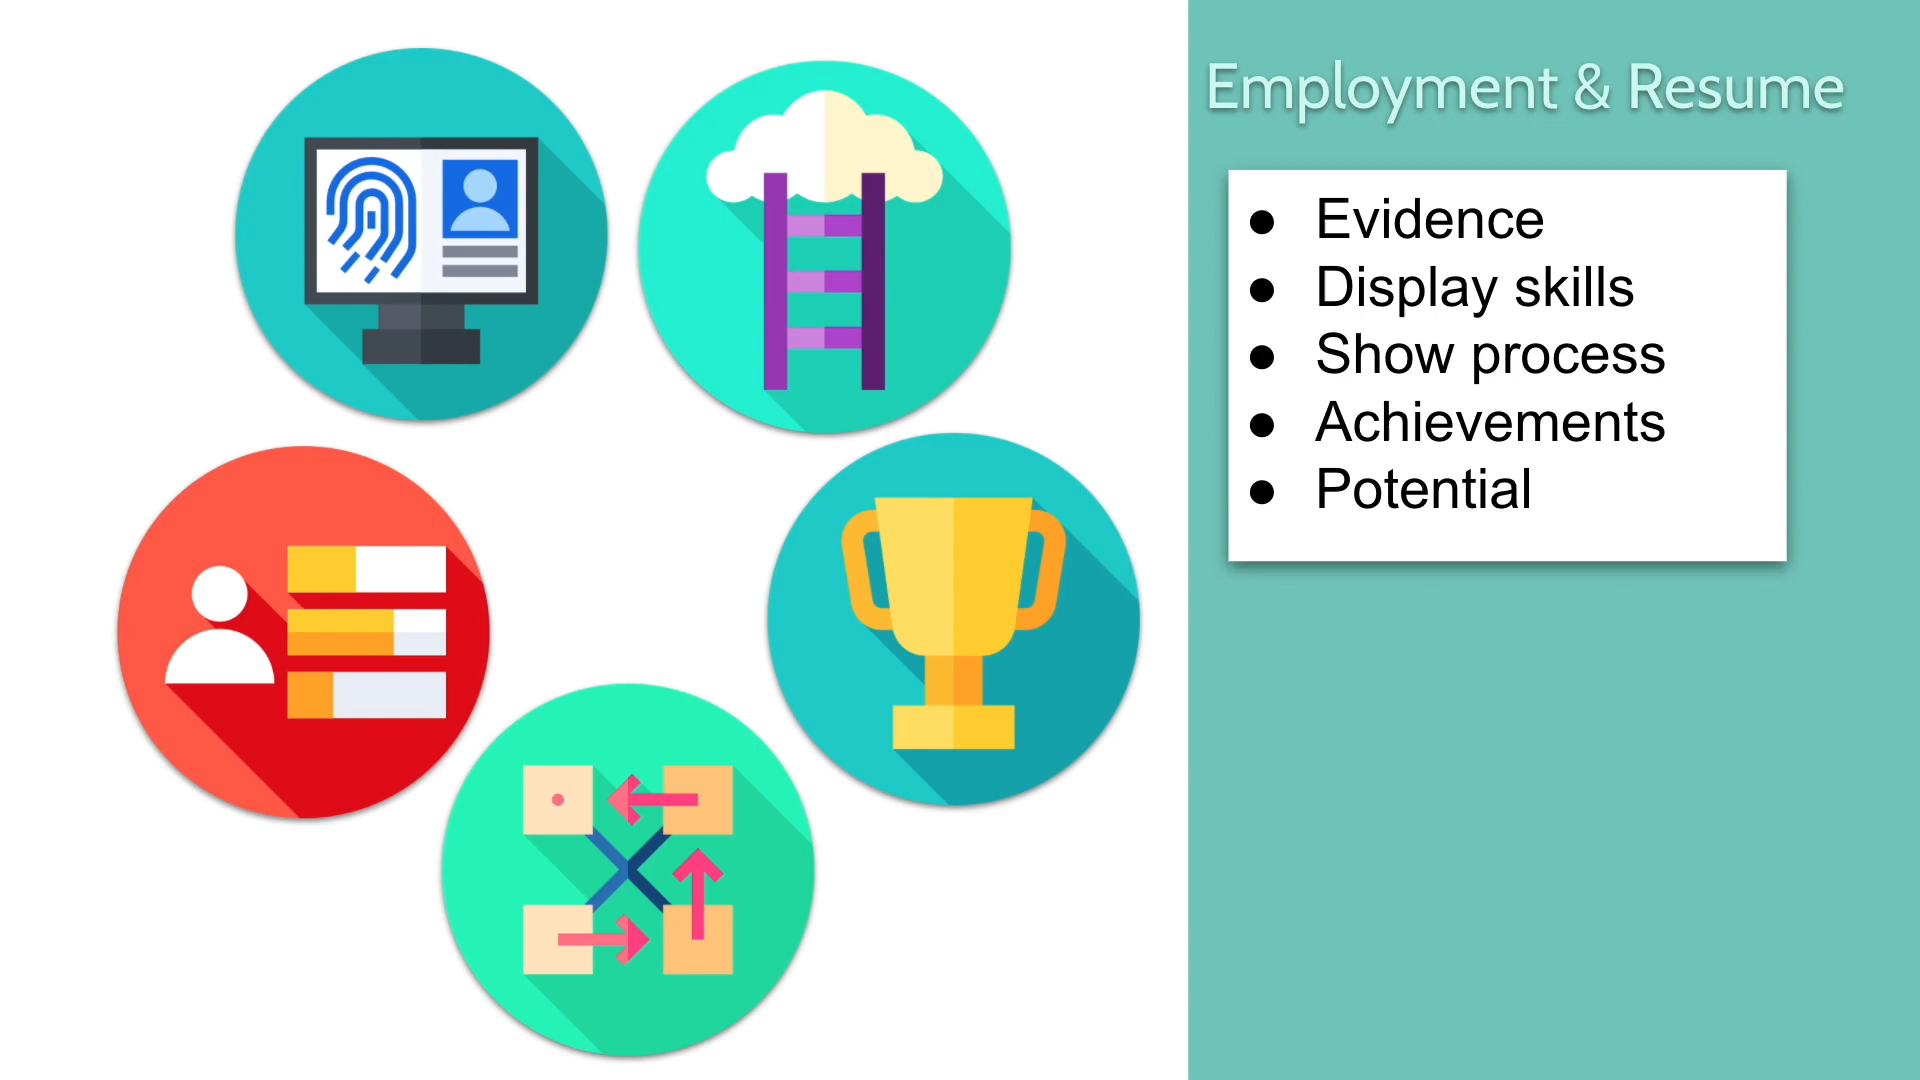 Employment & Resume
● Evidence
● Display skills
● Show process
● Achievements
● Potential